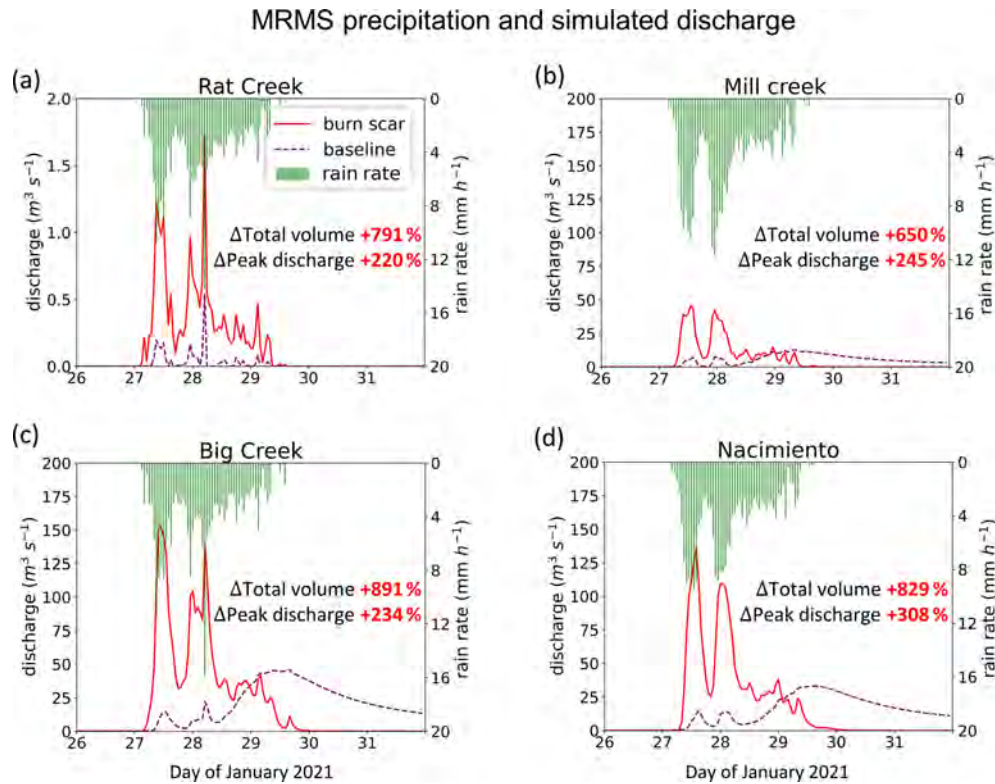 MRMS precipitation and simulated discharge
(a)
Rat Creek
2.0
1.5
1.0
0.5
0.0
discharge (m³ s⁻¹)
burn scar
baseline
rain rate
ΔTotal volume +791%
ΔPeak discharge +220%
0
4
8
12
16
20
rain rate (mm h⁻¹)
26 27 28 29 30 31
(b)
Mill creek
200
175
150
125
100
75
50
25
0
discharge (m³ s⁻¹)
ΔTotal volume +650%
ΔPeak discharge +245%
0
4
8
12
16
20
rain rate (mm h⁻¹)
26 27 28 29 30 31
(c)
Big Creek
200
175
150
125
100
75
50
25
0
discharge (m³ s⁻¹)
ΔTotal volume +891%
ΔPeak discharge +234%
0
4
8
12
16
20
rain rate (mm h⁻¹)
26 27 28 29 30 31
Day of January 2021
(d)
Nacimiento
200
175
150
125
100
75
50
25
0
discharge (m³ s⁻¹)
ΔTotal volume +829%
ΔPeak discharge +308%
0
4
8
12
16
20
rain rate (mm h⁻¹)
26 27 28 29 30 31
Day of January 2021